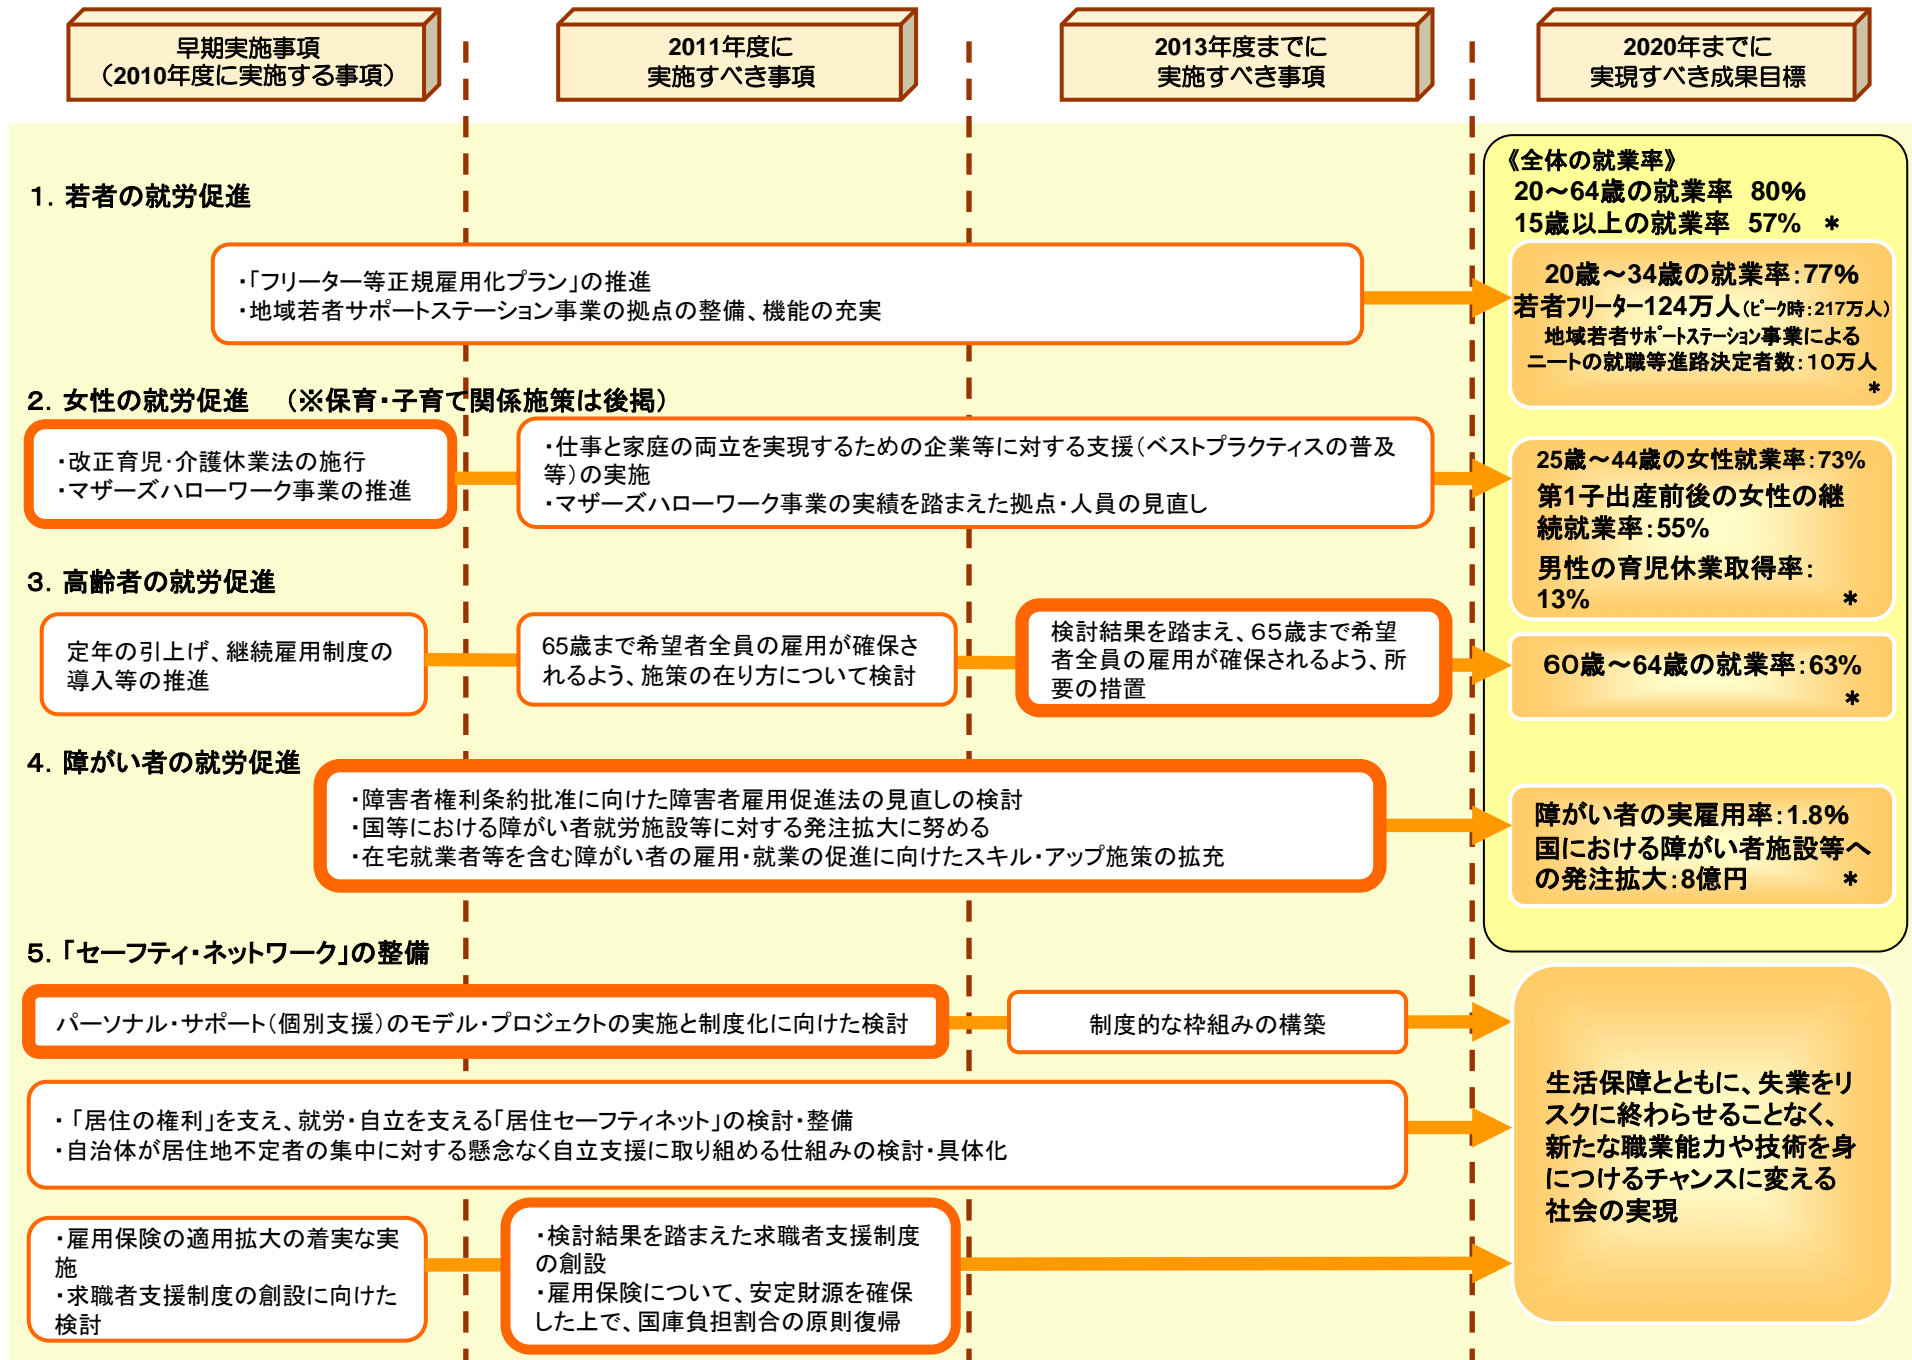 早期実施事項
（2010年度に実施する事項）
2011年度に
実施すべき事項
2013年度までに
実施すべき事項
2020年までに
実現すべき成果目標
《全体の就業率》
20～64歳の就業率　80%
15歳以上の就業率　57%　＊
１．若者の就労促進
・「フリーター等正規雇用化プラン」の推進
・地域若者サポートステーション事業の拠点の整備、機能の充実
20歳～34歳の就業率：77%
若者フリーター124万人（ピーク時：217万人）
地域若者サポートステーション事業による
ニートの就職等進路決定者数：１０万人
＊
２．女性の就労促進　（※保育・子育て関係施策は後掲）
・改正育児・介護休業法の施行
・マザーズハローワーク事業の推進
・仕事と家庭の両立を実現するための企業等に対する支援（ベストプラクティスの普及
等）の実施
・マザーズハローワーク事業の実績を踏まえた拠点・人員の見直し
25歳～44歳の女性就業率：73%
第1子出産前後の女性の継
続就業率：55%
男性の育児休業取得率：
13%　＊
３．高齢者の就労促進
定年の引上げ、継続雇用制度の
導入等の推進
65歳まで希望者全員の雇用が確保さ
れるよう、施策の在り方について検討
検討結果を踏まえ、６５歳まで希望
者全員の雇用が確保されるよう、所
要の措置
６０歳～64歳の就業率：63%
＊
４．障がい者の就労促進
・障害者権利条約批准に向けた障害者雇用促進法の見直しの検討
・国等における障がい者就労施設等に対する発注拡大に努める
・在宅就業者等を含む障がい者の雇用・就業の促進に向けたスキル・アップ施策の拡充
障がい者の実雇用率：1.8%
国における障がい者施設等へ
の発注拡大：8億円　＊
５．「セーフティ・ネットワーク」の整備
パーソナル・サポート（個別支援）のモデル・プロジェクトの実施と制度化に向けた検討
制度的な枠組みの構築
・「居住の権利」を支え、就労・自立を支える「居住セーフティネット」の検討・整備
・自治体が居住地不定者の集中に対する懸念なく自立支援に取り組める仕組みの検討・具体化
・雇用保険の適用拡大の着実な実
施
・求職者支援制度の創設に向けた
検討
・検討結果を踏まえた求職者支援制度
の創設
・雇用保険について、安定財源を確保
した上で、国庫負担割合の原則復帰
生活保障とともに、失業をリ
スクに終わらせることなく、
新たな職業能力や技術を身
につけるチャンスに変える
社会の実現